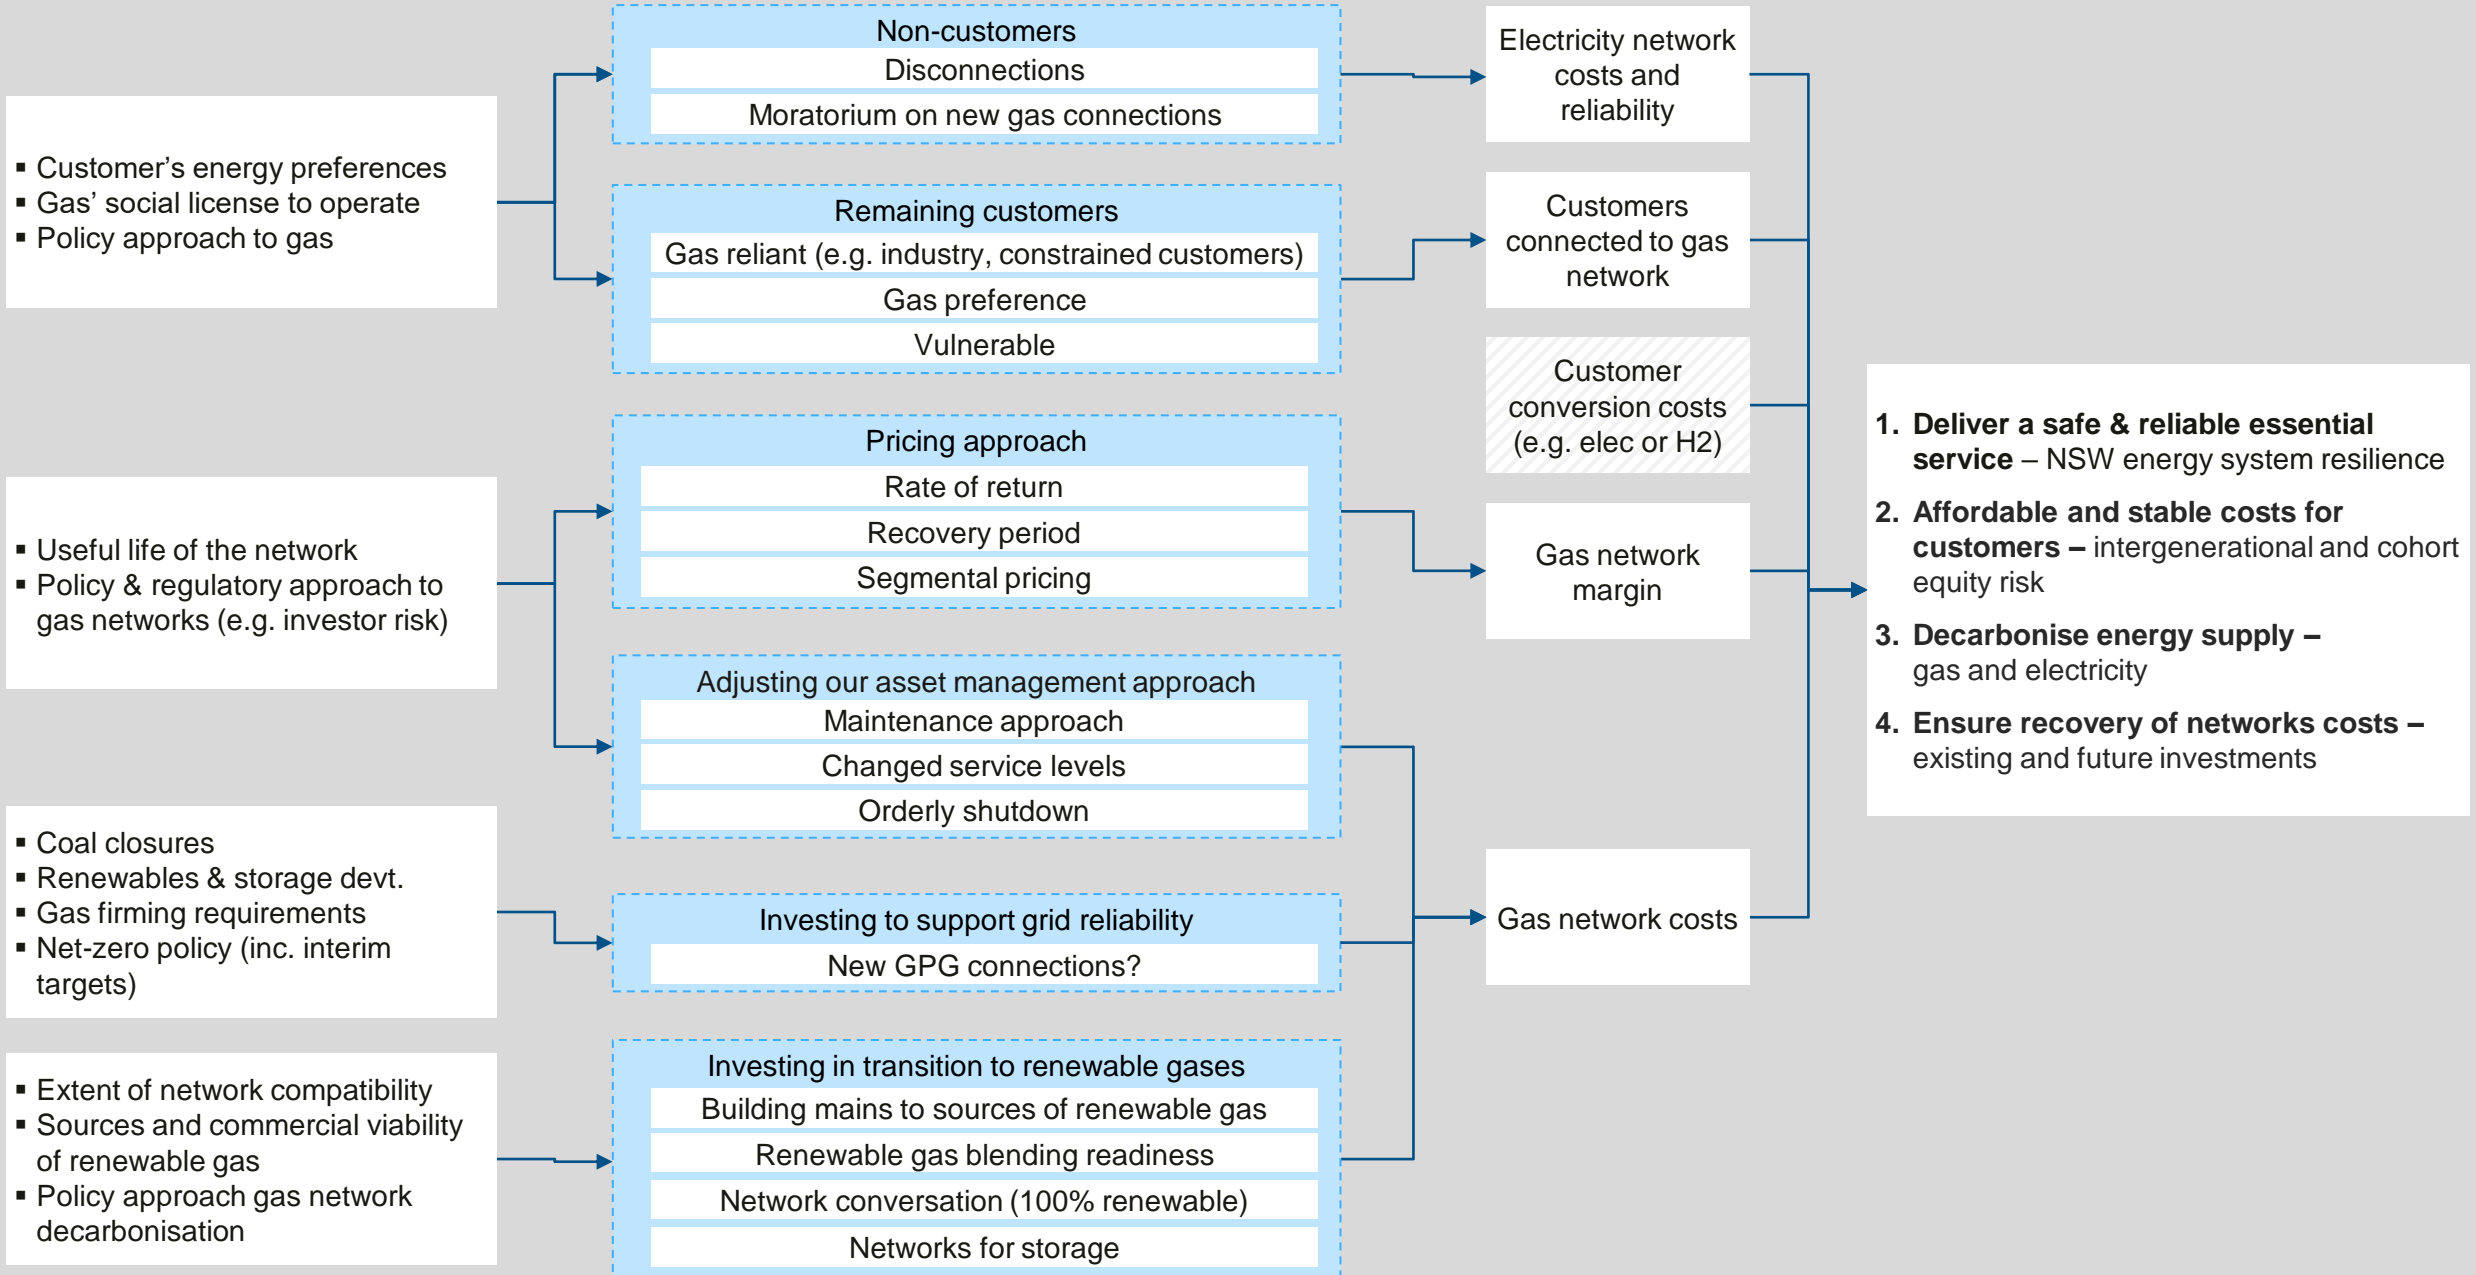 ▪ Customer’s energy preferences
▪ Gas’ social license to operate
▪ Policy approach to gas
▪ Useful life of the network
▪ Policy & regulatory approach to
gas networks (e.g. investor risk)
▪ Coal closures
▪ Renewables & storage devt.
▪ Gas firming requirements
▪ Net-zero policy (inc. interim
targets)
▪ Extent of network compatibility
▪ Sources and commercial viability
of renewable gas
▪ Policy approach gas network
decarbonisation
Non-customers
Disconnections
Moratorium on new gas connections
Remaining customers
Gas reliant (e.g. industry, constrained customers)
Gas preference
Vulnerable
Pricing approach
Rate of return
Recovery period
Segmental pricing
Adjusting our asset management approach
Maintenance approach
Changed service levels
Orderly shutdown
Investing to support grid reliability
New GPG connections?
Investing in transition to renewable gases
Building mains to sources of renewable gas
Renewable gas blending readiness
Network conversation (100% renewable)
Networks for storage
Electricity network
costs and
reliability
Customers
connected to gas
network
Customer
conversion costs
(e.g. elec or H2)
Gas network
margin
Gas network costs
1. Deliver a safe & reliable essential
service – NSW energy system resilience
2. Affordable and stable costs for
customers – intergenerational and cohort
equity risk
3. Decarbonise energy supply –
gas and electricity
4. Ensure recovery of networks costs –
existing and future investments